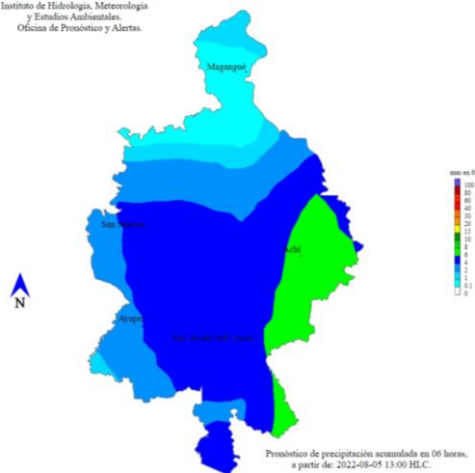 Instituto de Hidrología, Meteorología
y Estudios Ambientales.
Oficina de Pronóstico y Alertas.
Magangué
San
Achí
Ayapel
mm en 6
100
80
60
40
30
20
15
10
8
6
4
2
1
0.1
0
N
Pronóstico de precipitación acumulada en 06 horas,
a partir de: 2022-08-05 13:00 HLC.